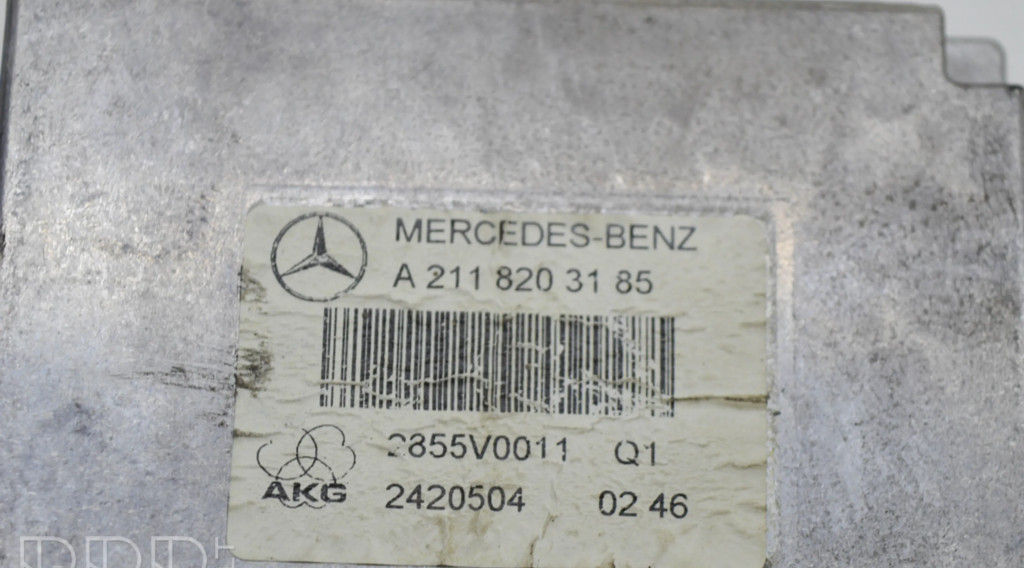 MERCEDES-BENZ
A 211 820 31 85
2855V0011 Q1
AKG
2420504 02 46